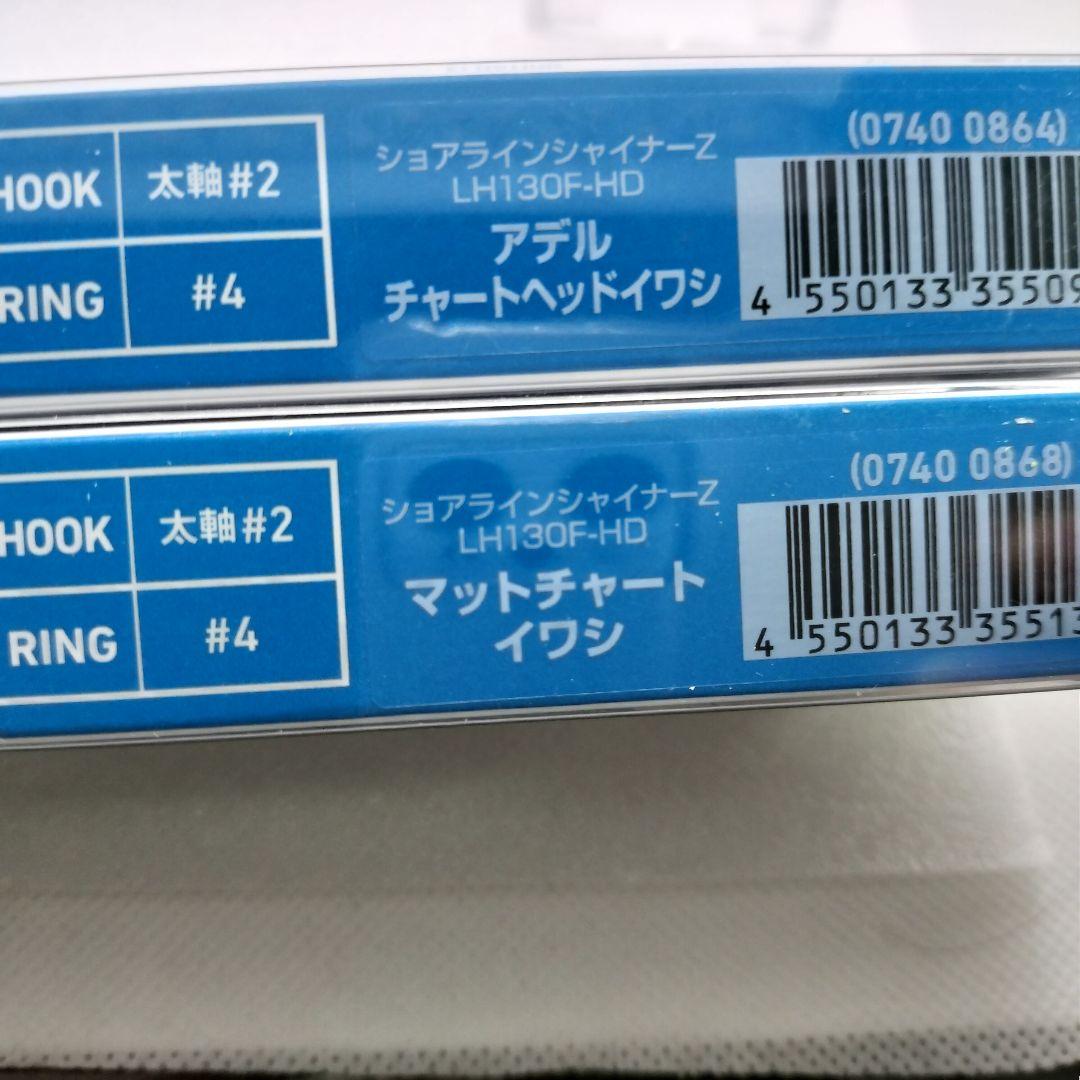 HOOK
太軸#2
RING
#4
ショアラインシャイナーZ
LH130F-HD
アデル
チャートヘッドイワシ
(0740 0864)
4 550133 35509
HOOK
太軸#2
RING
#4
ショアラインシャイナーZ
LH130F-HD
マットチャート
イワシ
(0740 0868)
4 550133 35513